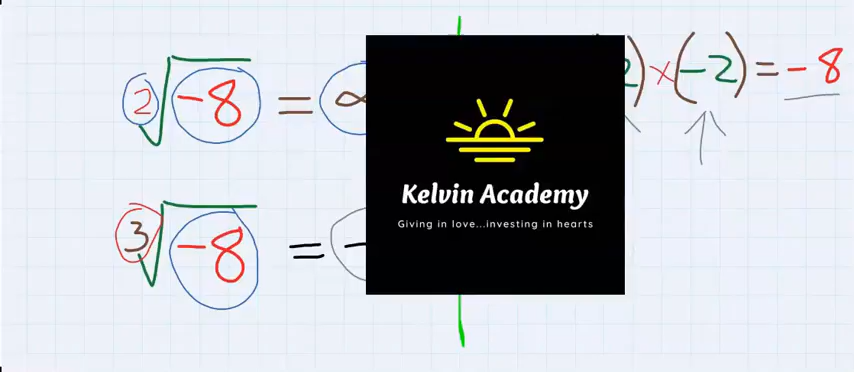 ²√-8 = ∝
2) × (-2) = -8
³√-8 = -
Kelvin Academy
Giving in love...investing in hearts